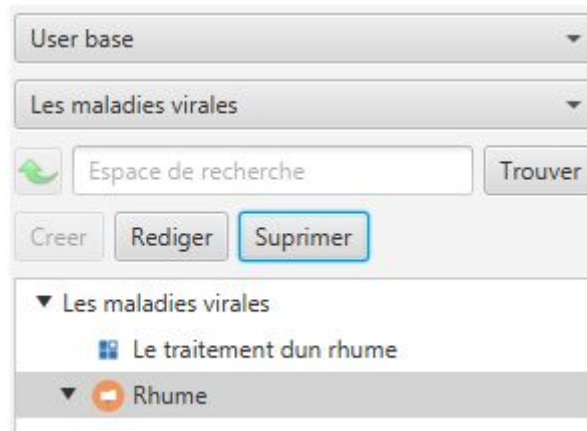 User base
Les maladies virales
Espace de recherche Trouver
Creer Rediger Suprimer
Les maladies virales
Le traitement dun rhume
Rhume